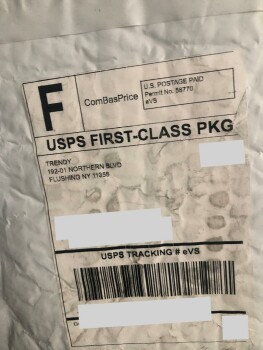 F
ComBasPrice
U.S. POSTAGE PAID
Permit No. 58770
eVS
USPS FIRST-CLASS PKG
TRENDY
192-01 NORTHERN BLVD
FLUSHING NY 11358
USPS TRACKING # eVS